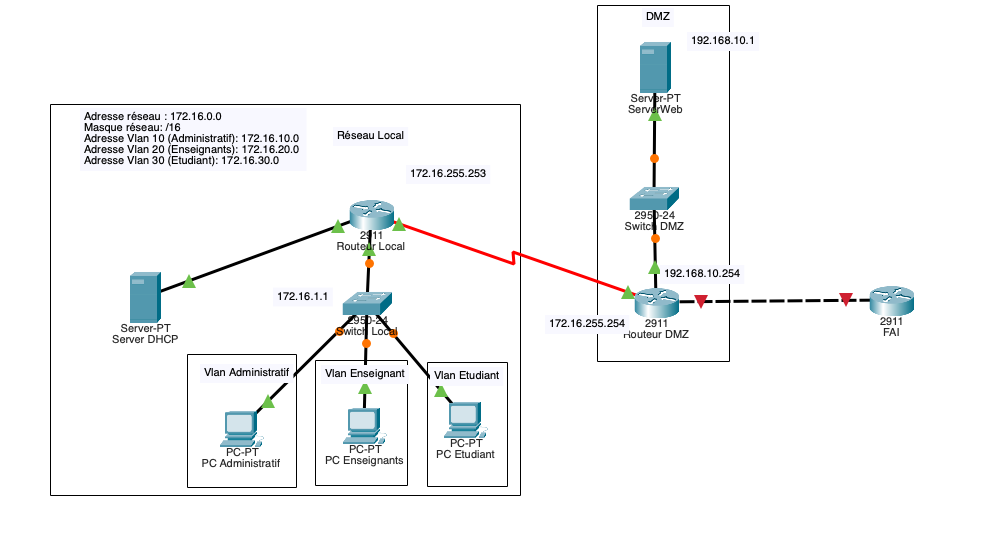 DMZ
192.168.10.1
Server-PT
ServerWeb
Adresse réseau : 172.16.0.0
Masque réseau: /16
Adresse Vlan 10 (Administratif): 172.16.10.0
Adresse Vlan 20 (Enseignants): 172.16.20.0
Adresse Vlan 30 (Etudiant): 172.16.30.0
Réseau Local
172.16.255.253
2911
Routeur Local
2950-24
Switch DMZ
192.168.10.254
172.16.255.254
2911
Routeur DMZ
2911
FAI
Server-PT
Server DHCP
172.16.1.1
2950-24
Switch Local
Vlan Administratif
Vlan Enseignant
Vlan Etudiant
PC-PT
PC Administratif
PC-PT
PC Enseignants
PC-PT
PC Etudiant